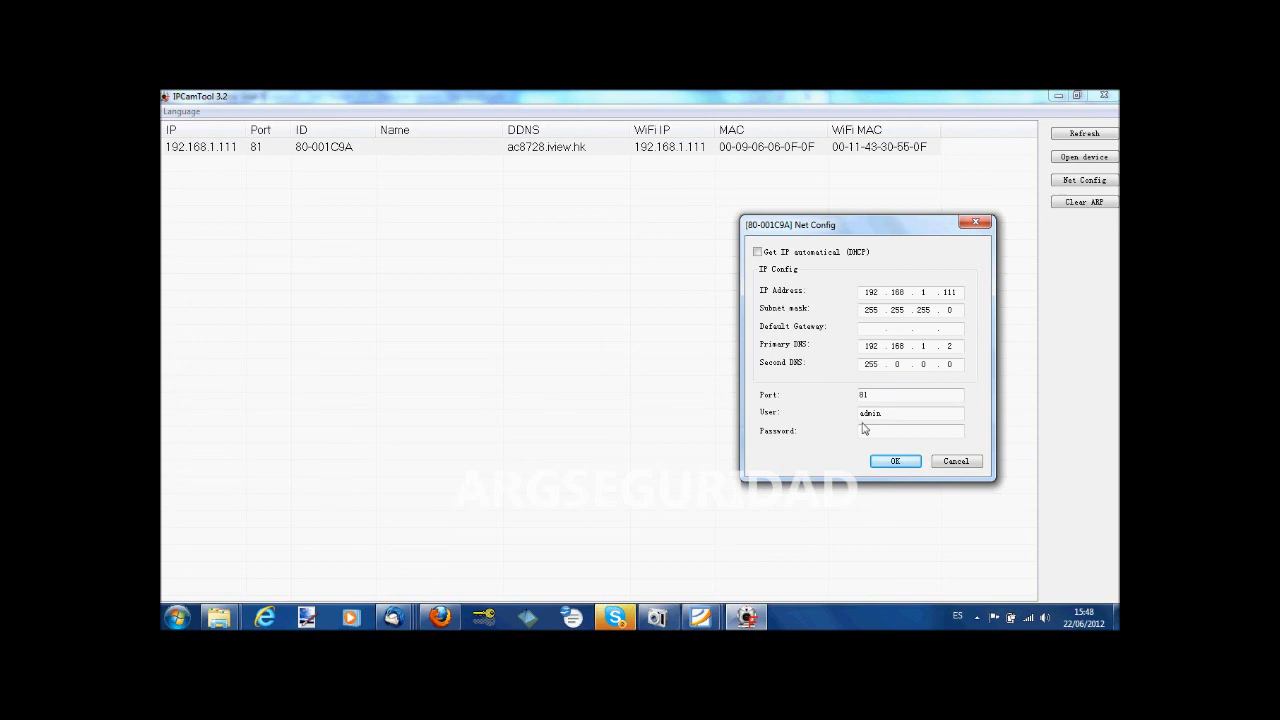 IPCamTool 3.2
Language
IP Port ID Name DDNS WiFi IP MAC WiFi MAC
192.168.1.111 81 80-001C9A ac8728.iview.hk 192.168.1.111 00-09-06-06-0F-0F 00-11-43-30-55-0F
Refresh
Open device
Net Config
Clear ARP
[80-001C9A] Net Config
Get IP automatical (DHCP)
IP Config
IP Address: 192 . 168 . 1 . 111
Subnet mask: 255 . 255 . 255 . 0
Default Gateway: . . .
Primary DNS: 192 . 168 . 1 . 2
Second DNS: 255 . 0 . 0 . 0
Port: 81
User: admin
Password:
OK Cancel
ARGSEGURIDAD
ES
15:48
22/06/2012